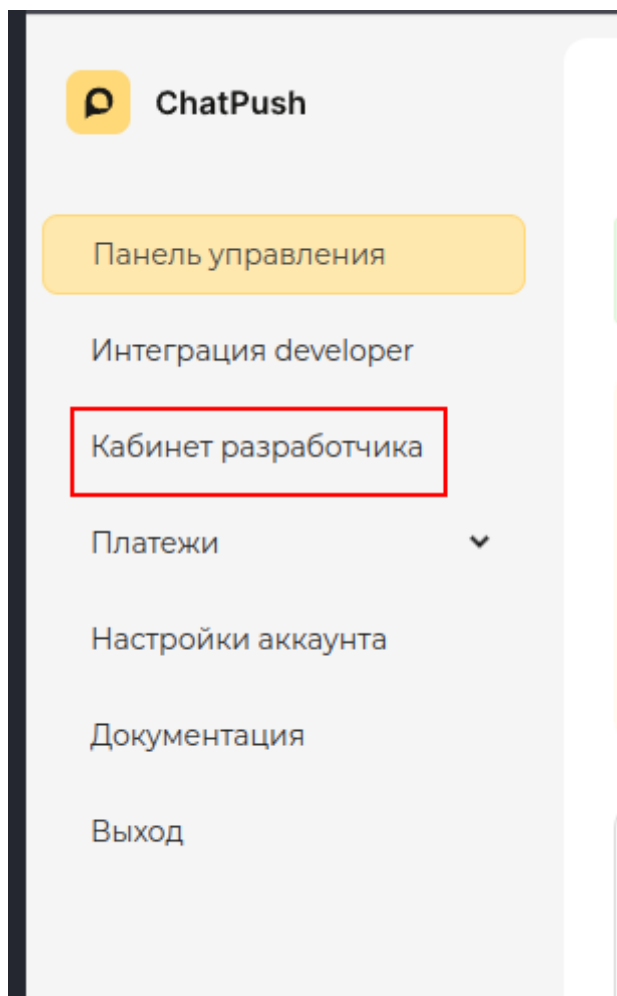 ChatPush
Панель управления
Интеграция developer
Кабинет разработчика
Платежи
Настройки аккаунта
Документация
Выход